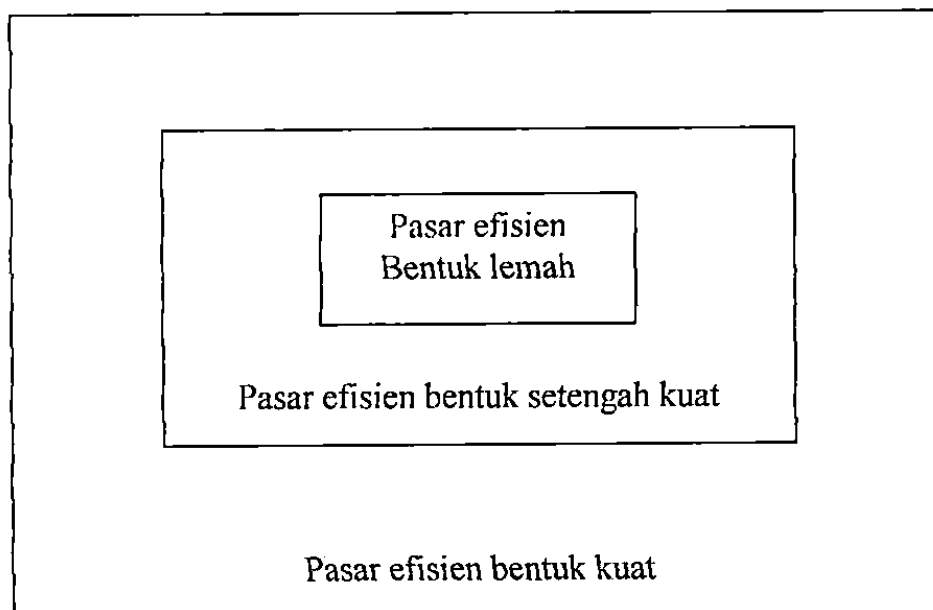 Pasar efisien
Bentuk lemah
Pasar efisien bentuk setengah kuat
Pasar efisien bentuk kuat